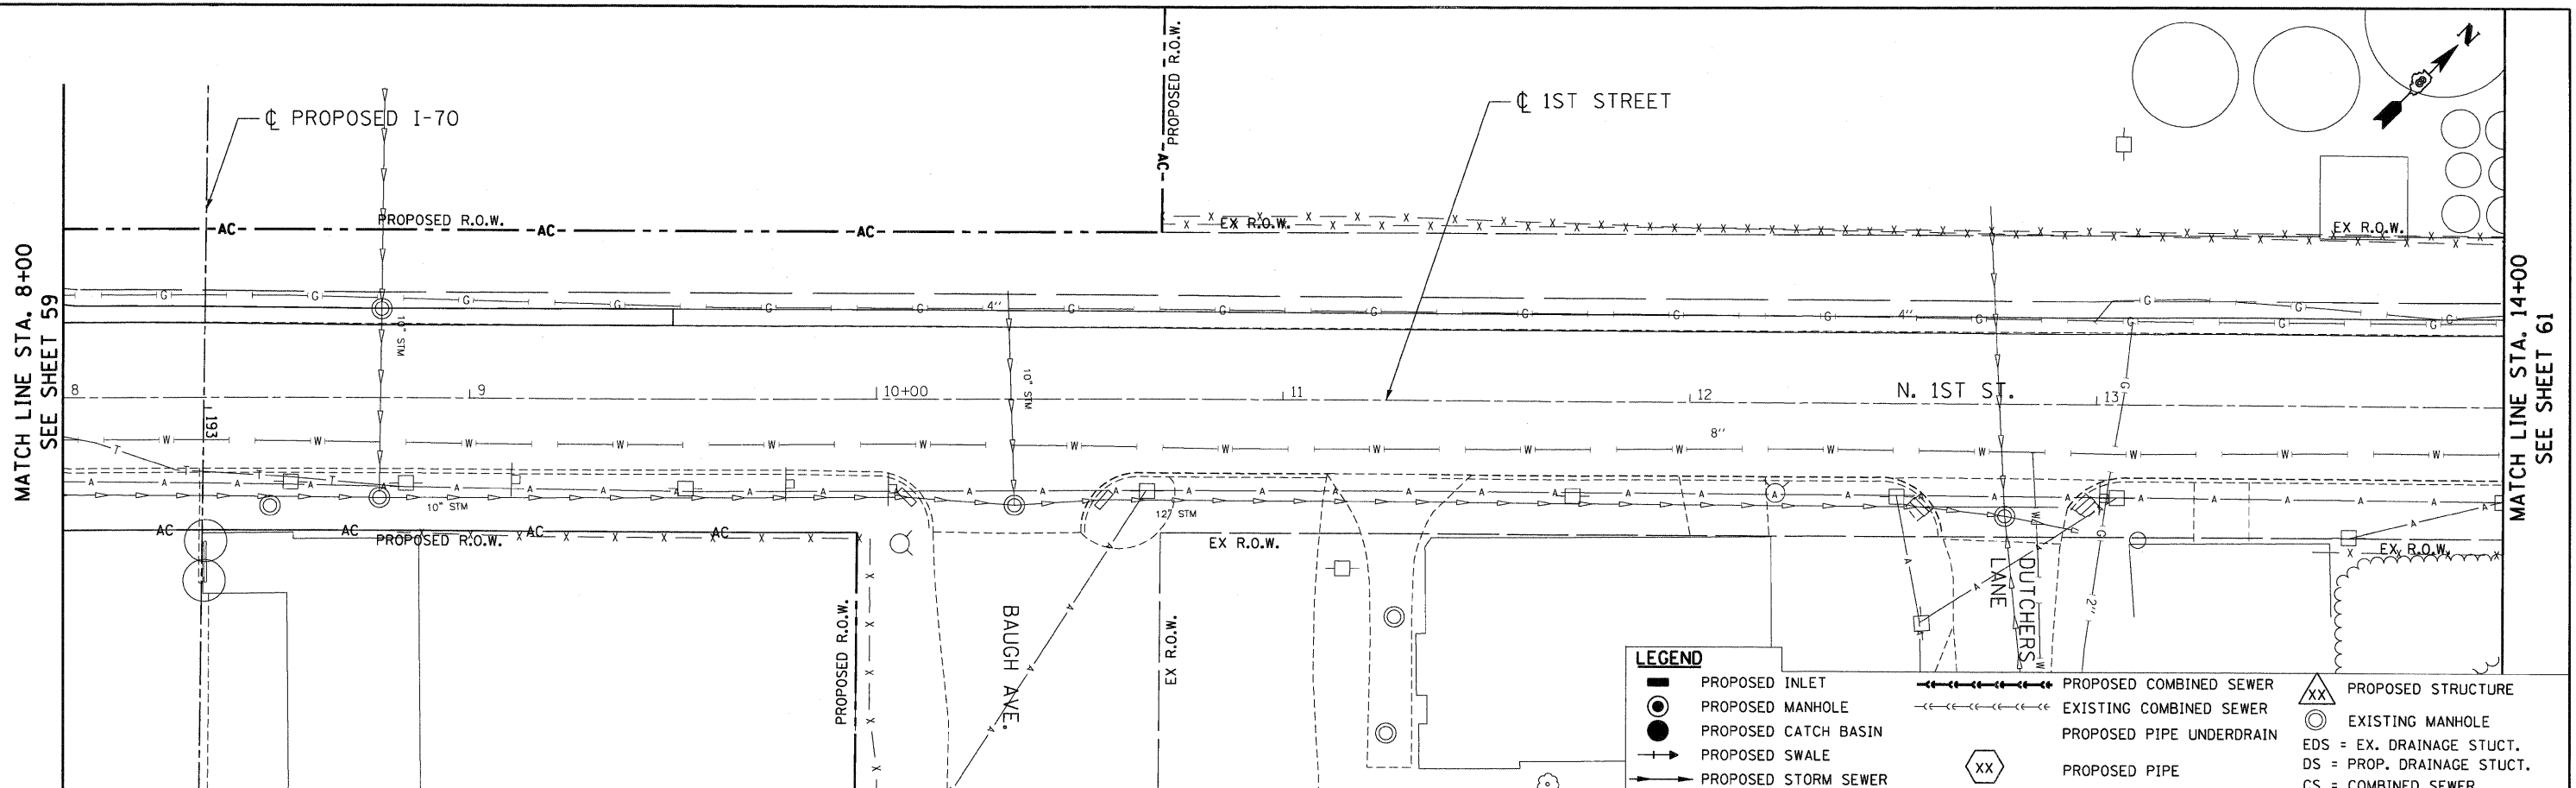 MATCH LINE STA. 8+00
SEE SHEET 59
℄ PROPOSED I-70
PROPOSED R.O.W.
AC
℄ 1ST STREET
N
PROPOSED R.O.W.
AC
AC
AC
EX R.O.W.
EX R.O.W.
G G G G 4" G G G G G G 4" G G G G
10" STM
10" STM
8
9
10+00
11
12
N. 1ST ST.
13
G
193
W W W W W W W W W W 8" W W W W W W
T T T
A A A A A A A A A A A A A A A A
10" STM
12" STM
AC
AC
AC
AC
PROPOSED R.O.W.
EX R.O.W.
EX R.O.W.
PROPOSED R.O.W.
BAUGH AVE.
EX R.O.W.
DUTCHERS
LANE
2"
MATCH LINE STA. 14+00
SEE SHEET 61
LEGEND
PROPOSED INLET
PROPOSED MANHOLE
PROPOSED CATCH BASIN
PROPOSED SWALE
PROPOSED STORM SEWER
PROPOSED COMBINED SEWER
EXISTING COMBINED SEWER
PROPOSED PIPE UNDERDRAIN
XX PROPOSED PIPE
XX PROPOSED STRUCTURE
EXISTING MANHOLE
EDS = EX. DRAINAGE STUCT.
DS = PROP. DRAINAGE STUCT.
CS = COMBINED SEWER